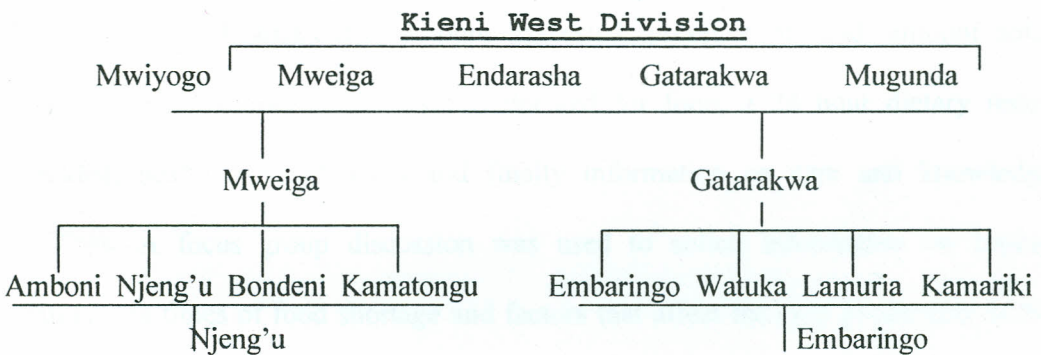 Kieni West Division
Mwiyogo Mweiga Endarasha Gatarakwa Mugunda
Mweiga Gatarakwa
Amboni Njeng'u Bondeni Kamatongu Embaringo Watuka Lamuria Kamariki
Njeng'u Embaringo